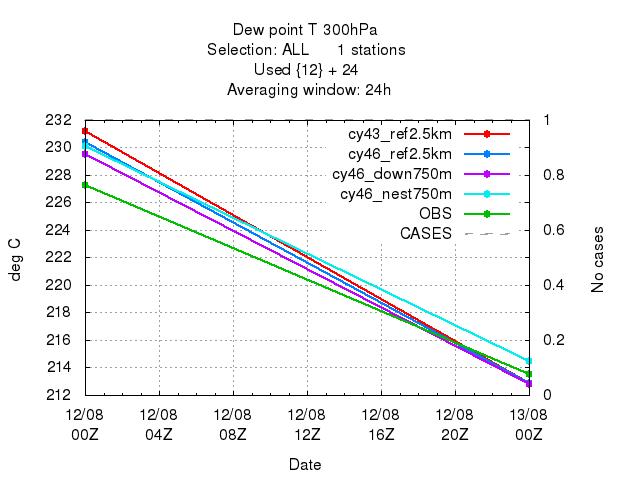 Dew point T 300hPa
Selection: ALL 1 stations
Used {12} + 24
Averaging window: 24h
232
230
228
226
224
222
220
218
216
214
212
deg C
1
0.8
0.6
0.4
0.2
0
No cases
cy43_ref2.5km
cy46_ref2.5km
cy46_down750m
cy46_nest750m
OBS
CASES
12/08 12/08 12/08 12/08 12/08 12/08 13/08
00Z 04Z 08Z 12Z 16Z 20Z 00Z
Date